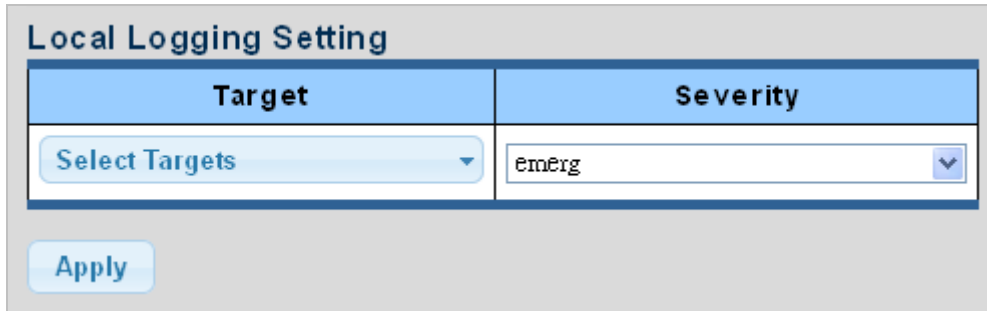 Local Logging Setting
Target Severity
Select Targets emerg
Apply